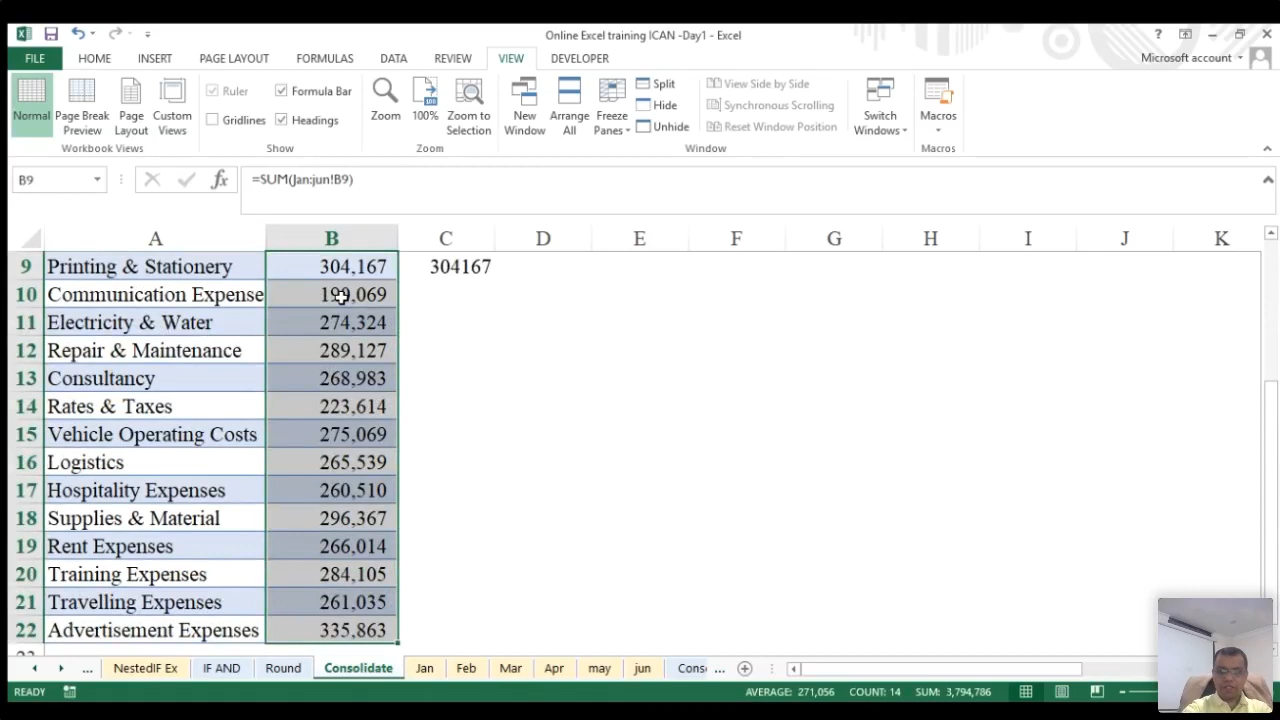 Online Excel training ICAN -Day1 - Excel
FILE HOME INSERT PAGE LAYOUT FORMULAS DATA REVIEW VIEW DEVELOPER Microsoft account
Normal Page Break Preview Page Layout Custom Views
Workbook Views
Ruler Formula Bar
Gridlines Headings
Show
Zoom 100% Zoom to Selection
Zoom
New Window Arrange All Freeze Panes
Split
Hide
Unhide
View Side by Side
Synchronous Scrolling
Reset Window Position
Window
Switch Windows
Macros
Macros
B9 fx =SUM(Jan:jun!B9)
A B C D E F G H I J K
9 Printing & Stationery 304,167 304167
10 Communication Expense
11 Electricity & Water 274,324
12 Repair & Maintenance 289,127
13 Consultancy 268,983
14 Rates & Taxes 223,614
15 Vehicle Operating Costs 275,069
16 Logistics 265,539
17 Hospitality Expenses 260,510
18 Supplies & Material 296,367
19 Rent Expenses 266,014
20 Training Expenses 284,105
21 Travelling Expenses 261,035
22 Advertisement Expenses 335,863
... NestedIF Ex IF AND Round Consolidate Jan Feb Mar Apr may jun Cons ...
READY AVERAGE: 271,056 COUNT: 14 SUM: 3,794,786